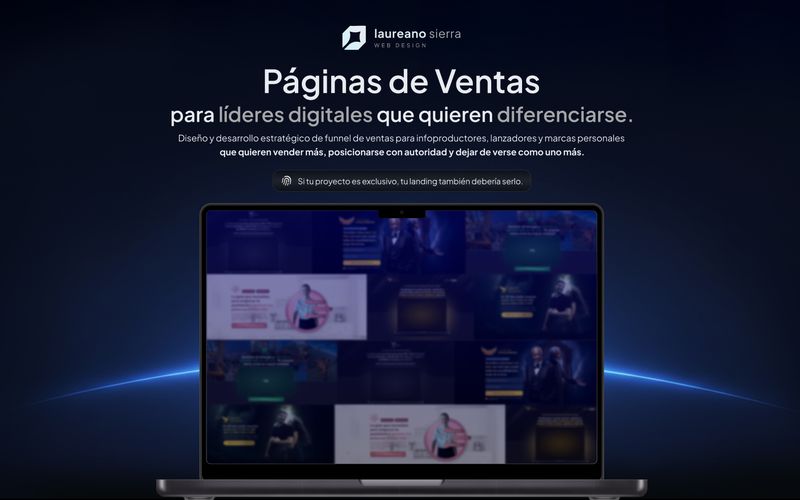 laureano sierra
WEB DESIGN
Páginas de Ventas
para líderes digitales que quieren diferenciarse.
Diseño y desarrollo estratégico de funnel de ventas para infoproductores, lanzadores y marcas personales
que quieren vender más, posicionarse con autoridad y dejar de verse como uno más.
Si tu proyecto es exclusivo, tu landing también debería serlo.